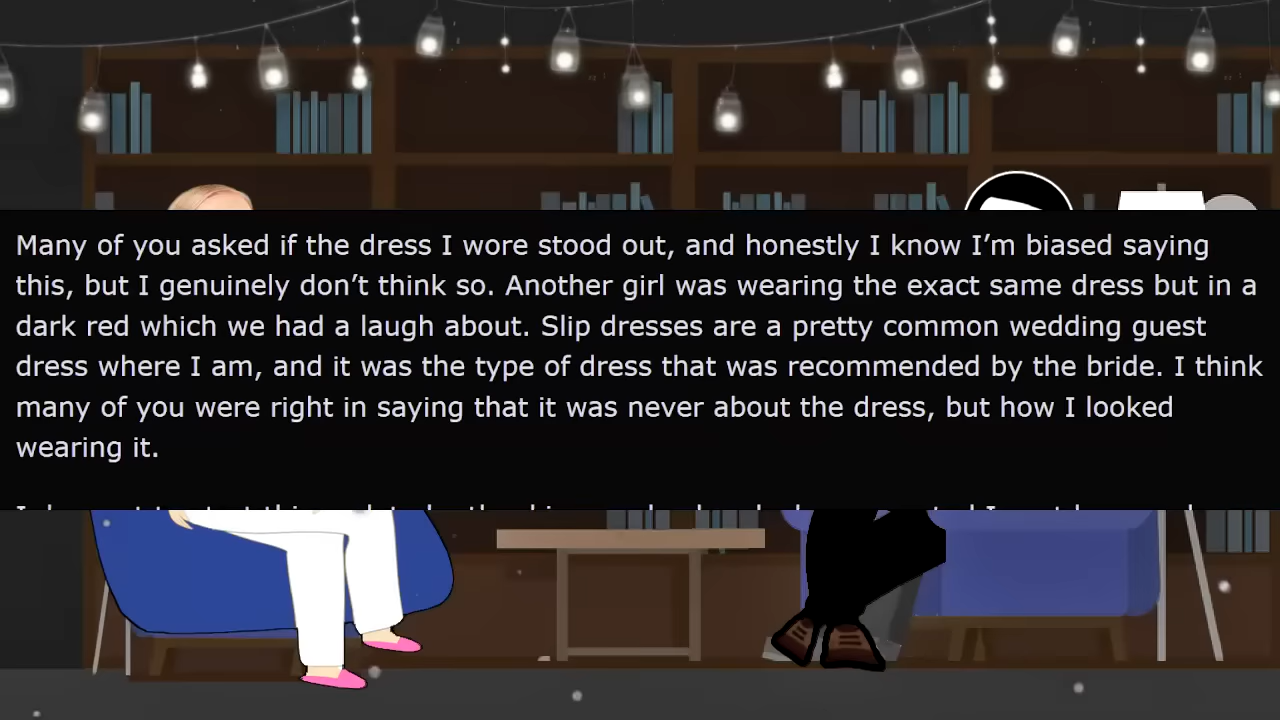 Many of you asked if the dress I wore stood out, and honestly I know I’m biased saying
this, but I genuinely don’t think so. Another girl was wearing the exact same dress but in a
dark red which we had a laugh about. Slip dresses are a pretty common wedding guest
dress where I am, and it was the type of dress that was recommended by the bride. I think
many of you were right in saying that it was never about the dress, but how I looked
wearing it.